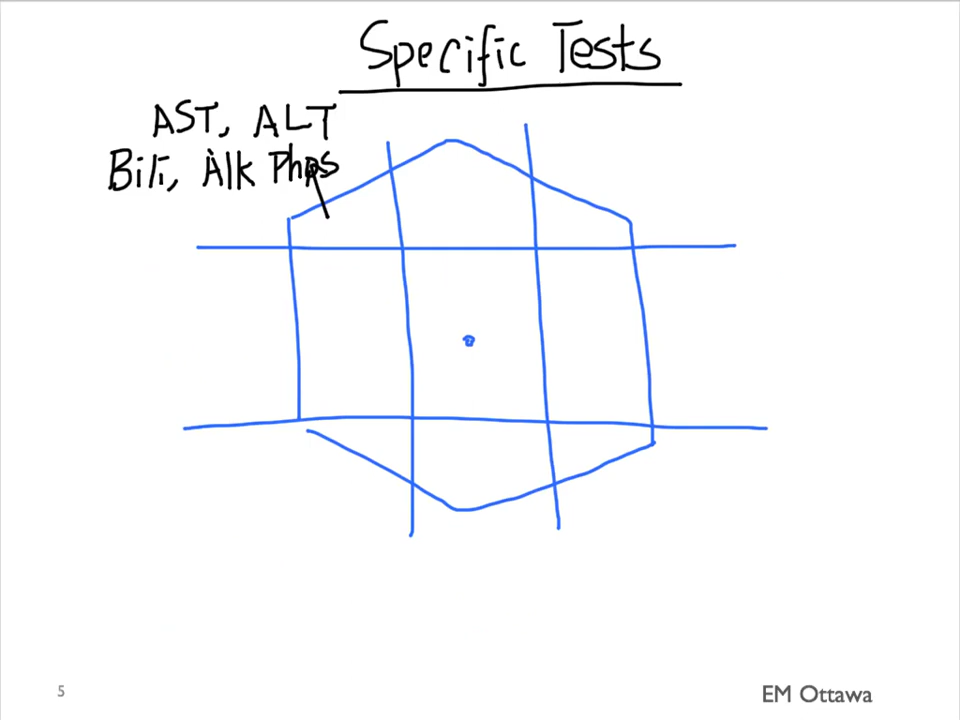 Specific Tests
AST, ALT
Bili, Alk Phos
5
EM Ottawa